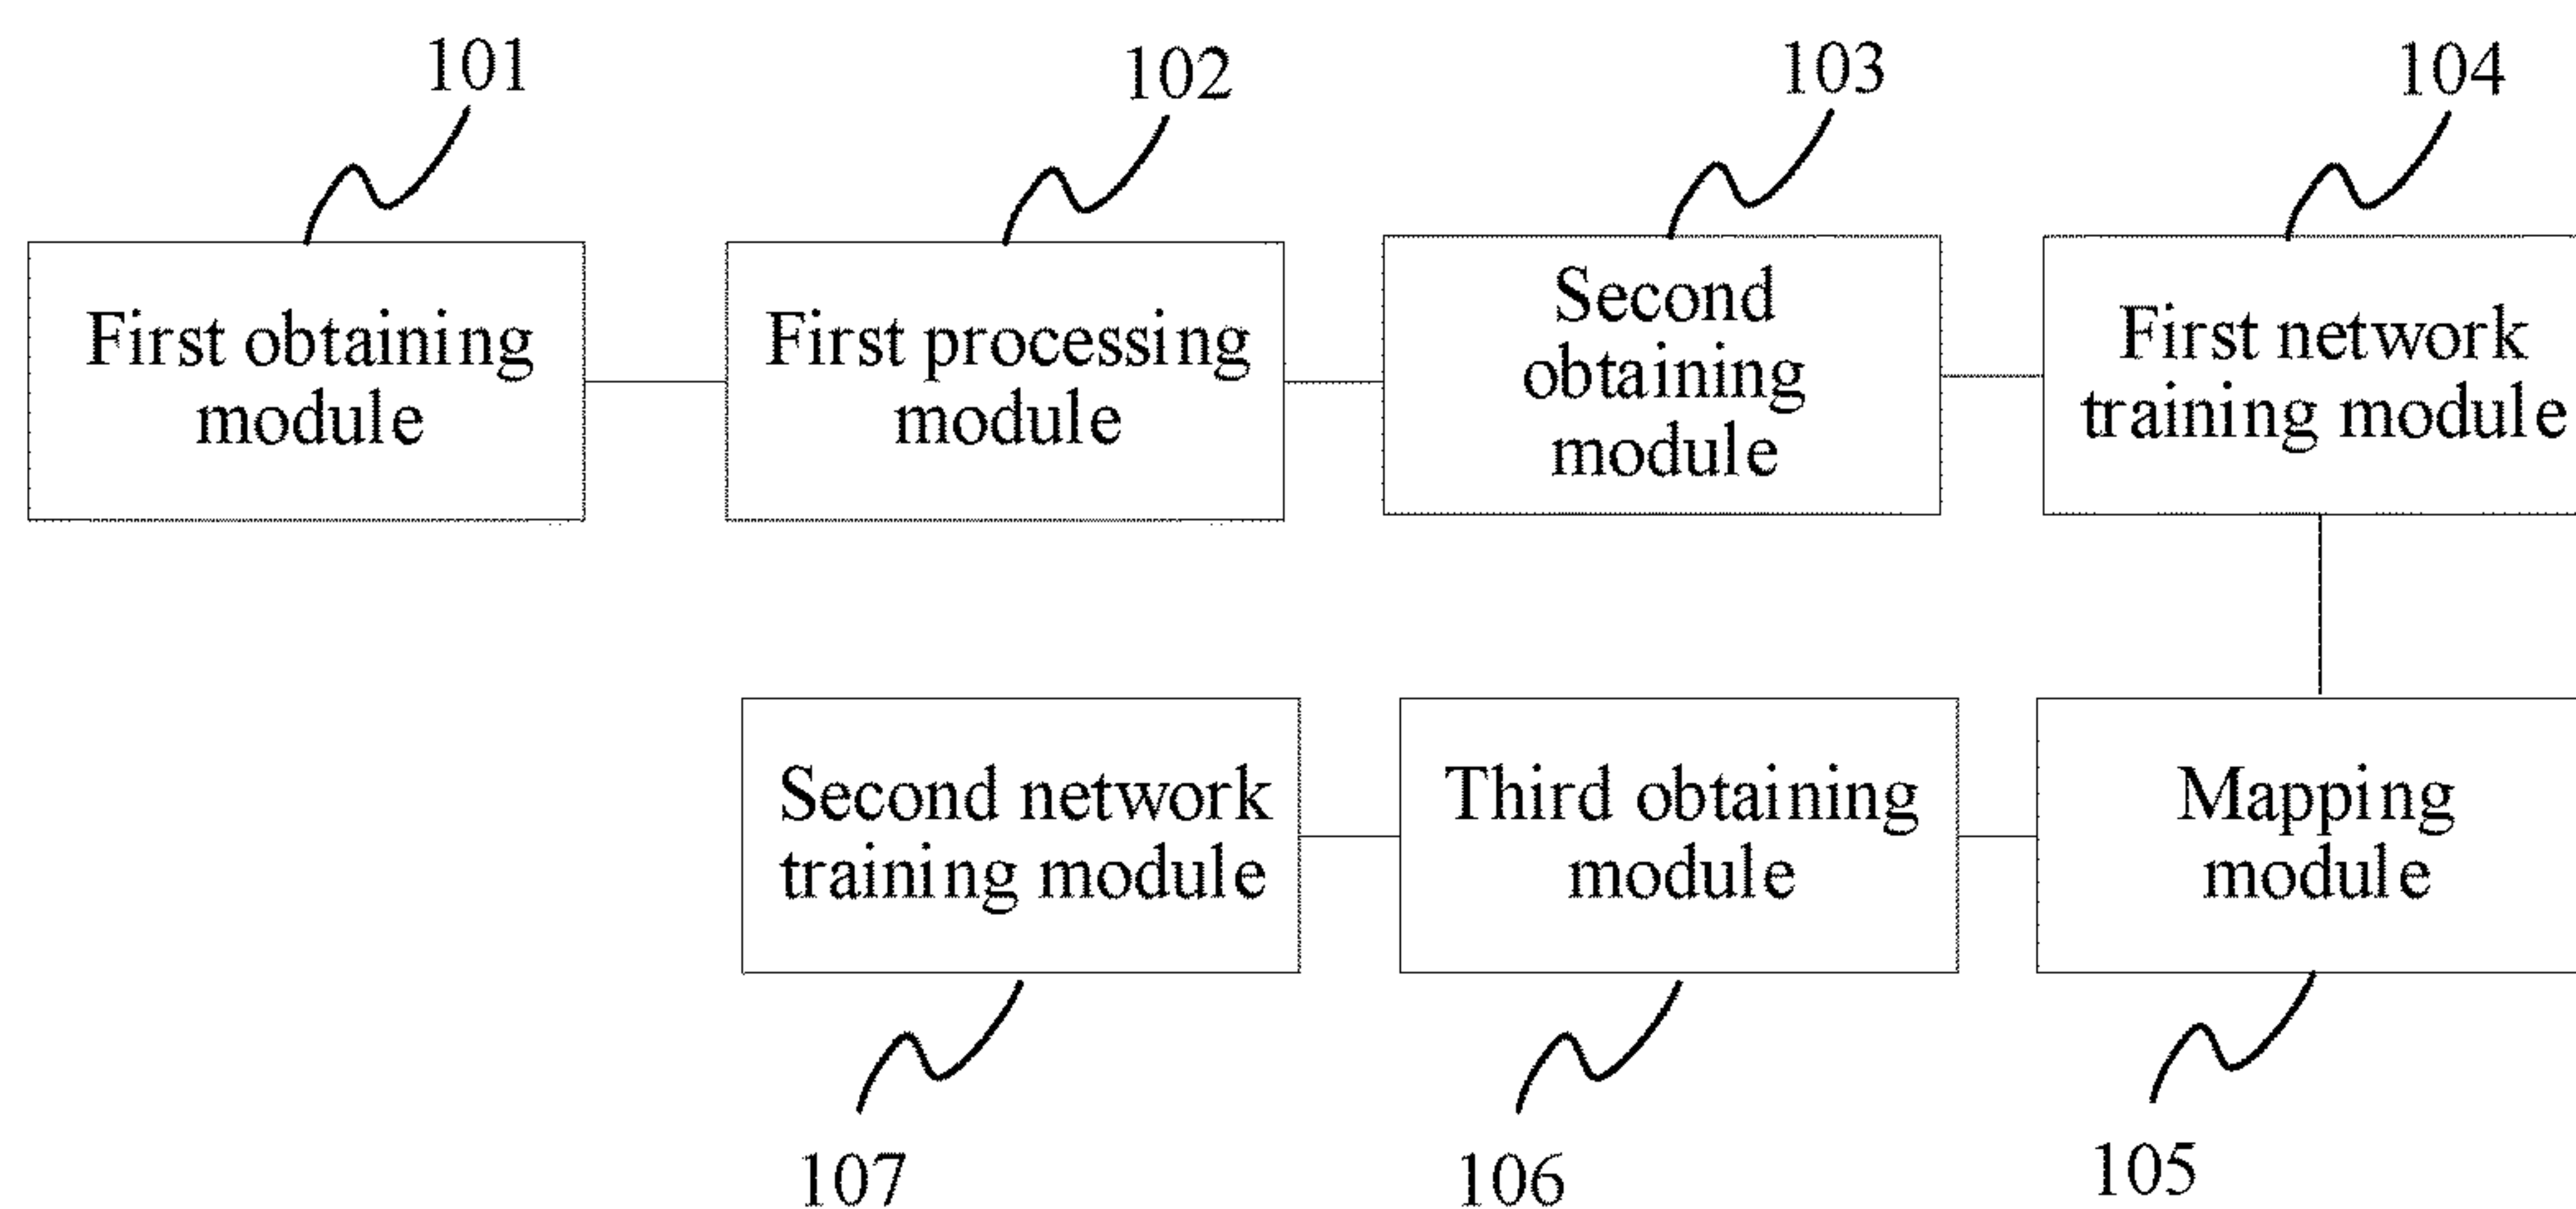 101
102
103
104
First obtaining
module
First processing
module
Second
obtaining
module
First network
training module
Second network
training module
Third obtaining
module
Mapping
module
107
106
105